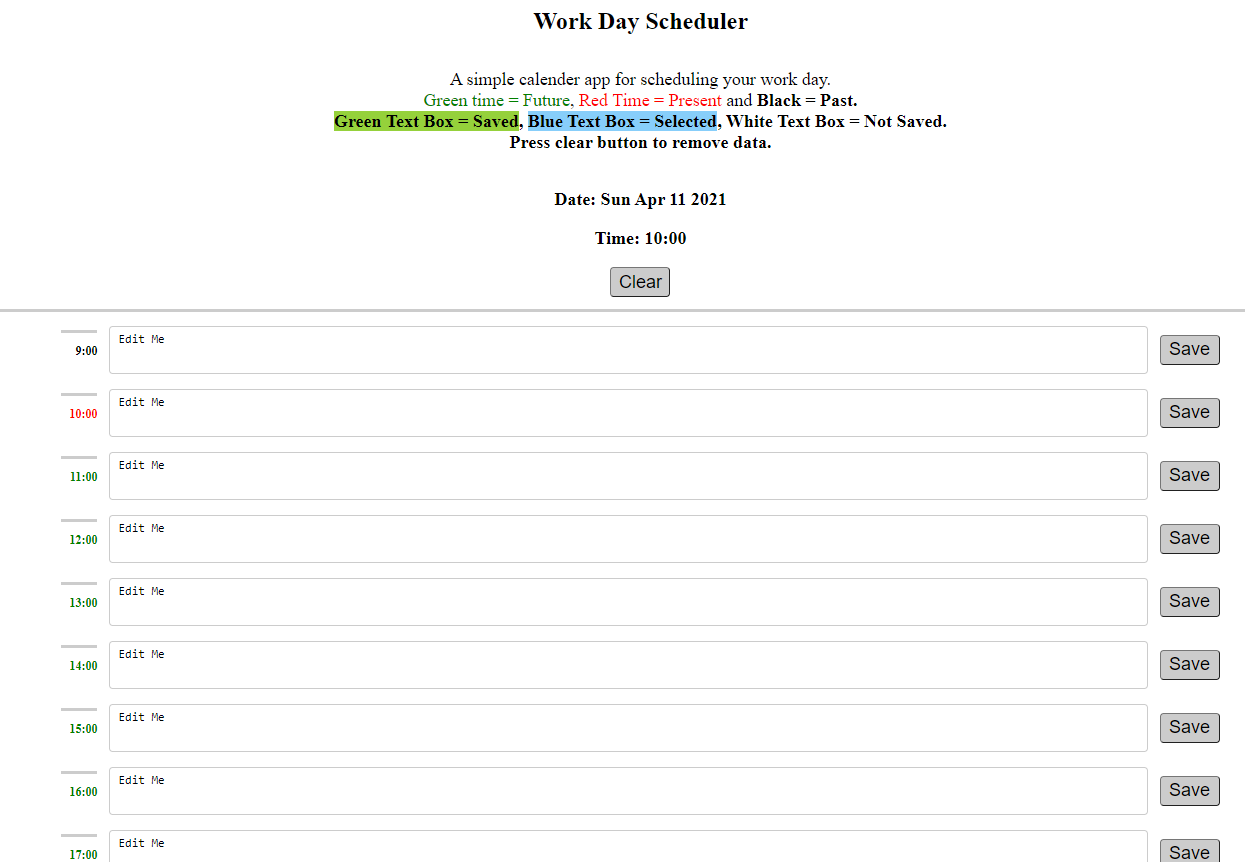 Work Day Scheduler
A simple calender app for scheduling your work day.
Green time = Future, Red Time = Present and Black = Past.
Green Text Box = Saved, Blue Text Box = Selected, White Text Box = Not Saved.
Press clear button to remove data.
Date: Sun Apr 11 2021
Time: 10:00
Clear
9:00 Edit Me Save
10:00 Edit Me Save
11:00 Edit Me Save
12:00 Edit Me Save
13:00 Edit Me Save
14:00 Edit Me Save
15:00 Edit Me Save
16:00 Edit Me Save
17:00 Edit Me Save